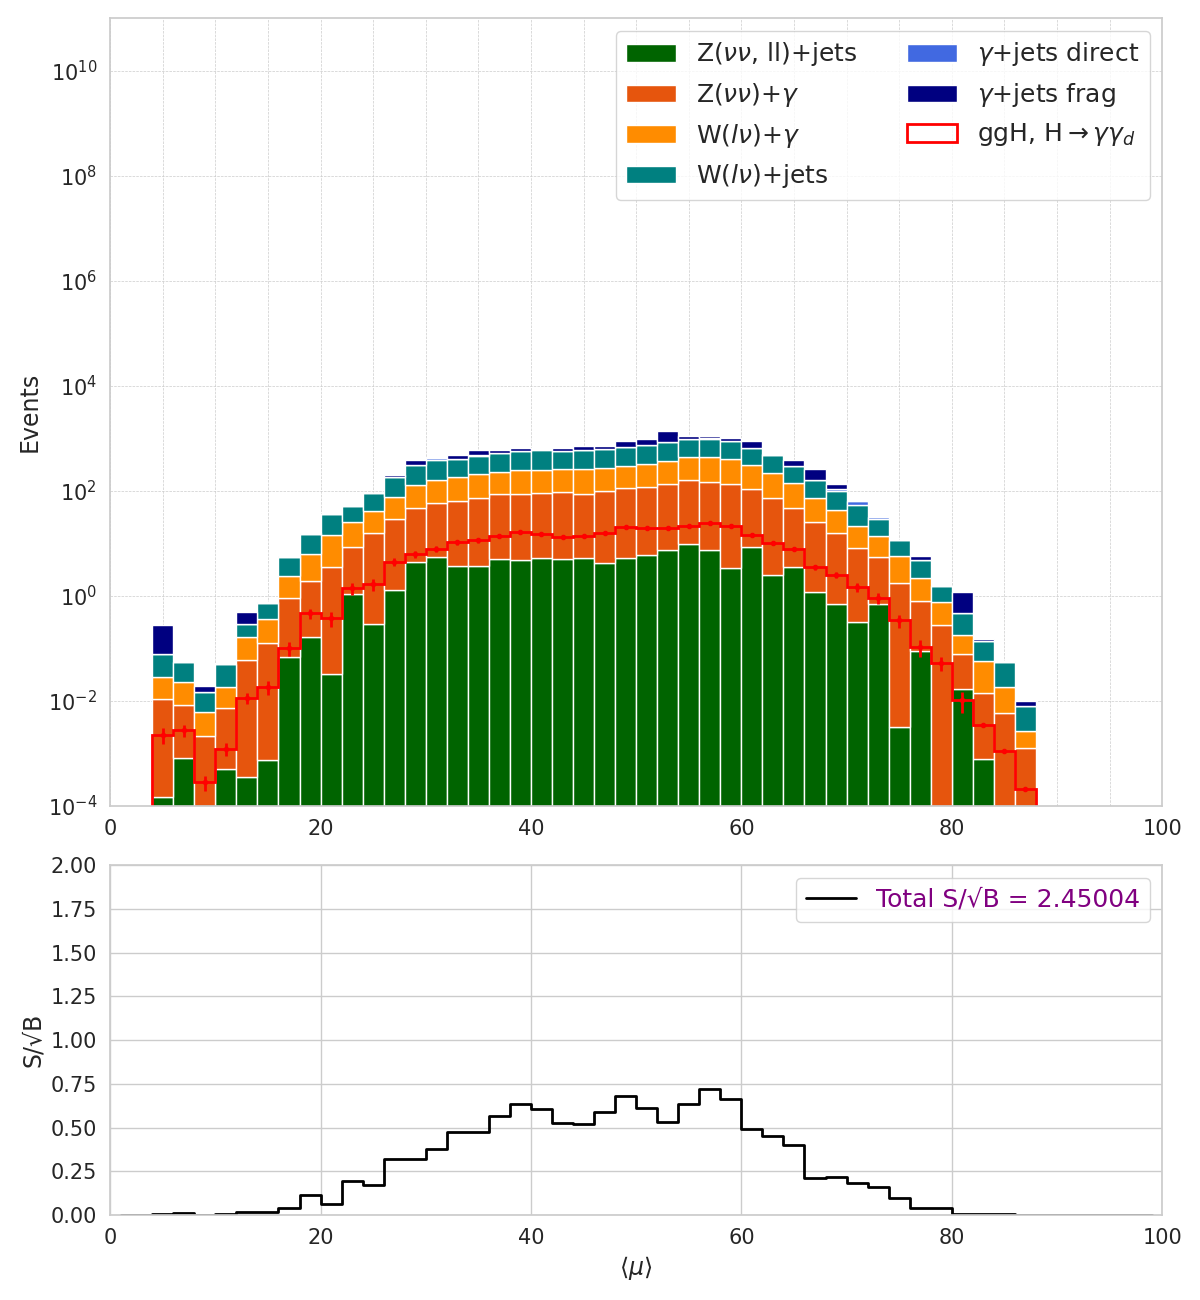 Z(νν, ll)+jets
Z(νν)+γ
W(lν)+γ
W(lν)+jets
γ+jets direct
γ+jets frag
ggH, H→γγ_d
Events
10^10
10^8
10^6
10^4
10^2
10^0
10^−2
10^−4
0 20 40 60 80 100
Total S/√B = 2.45004
S/√B
2.00
1.75
1.50
1.25
1.00
0.75
0.50
0.25
0.00
0 20 40 60 80 100
⟨μ⟩